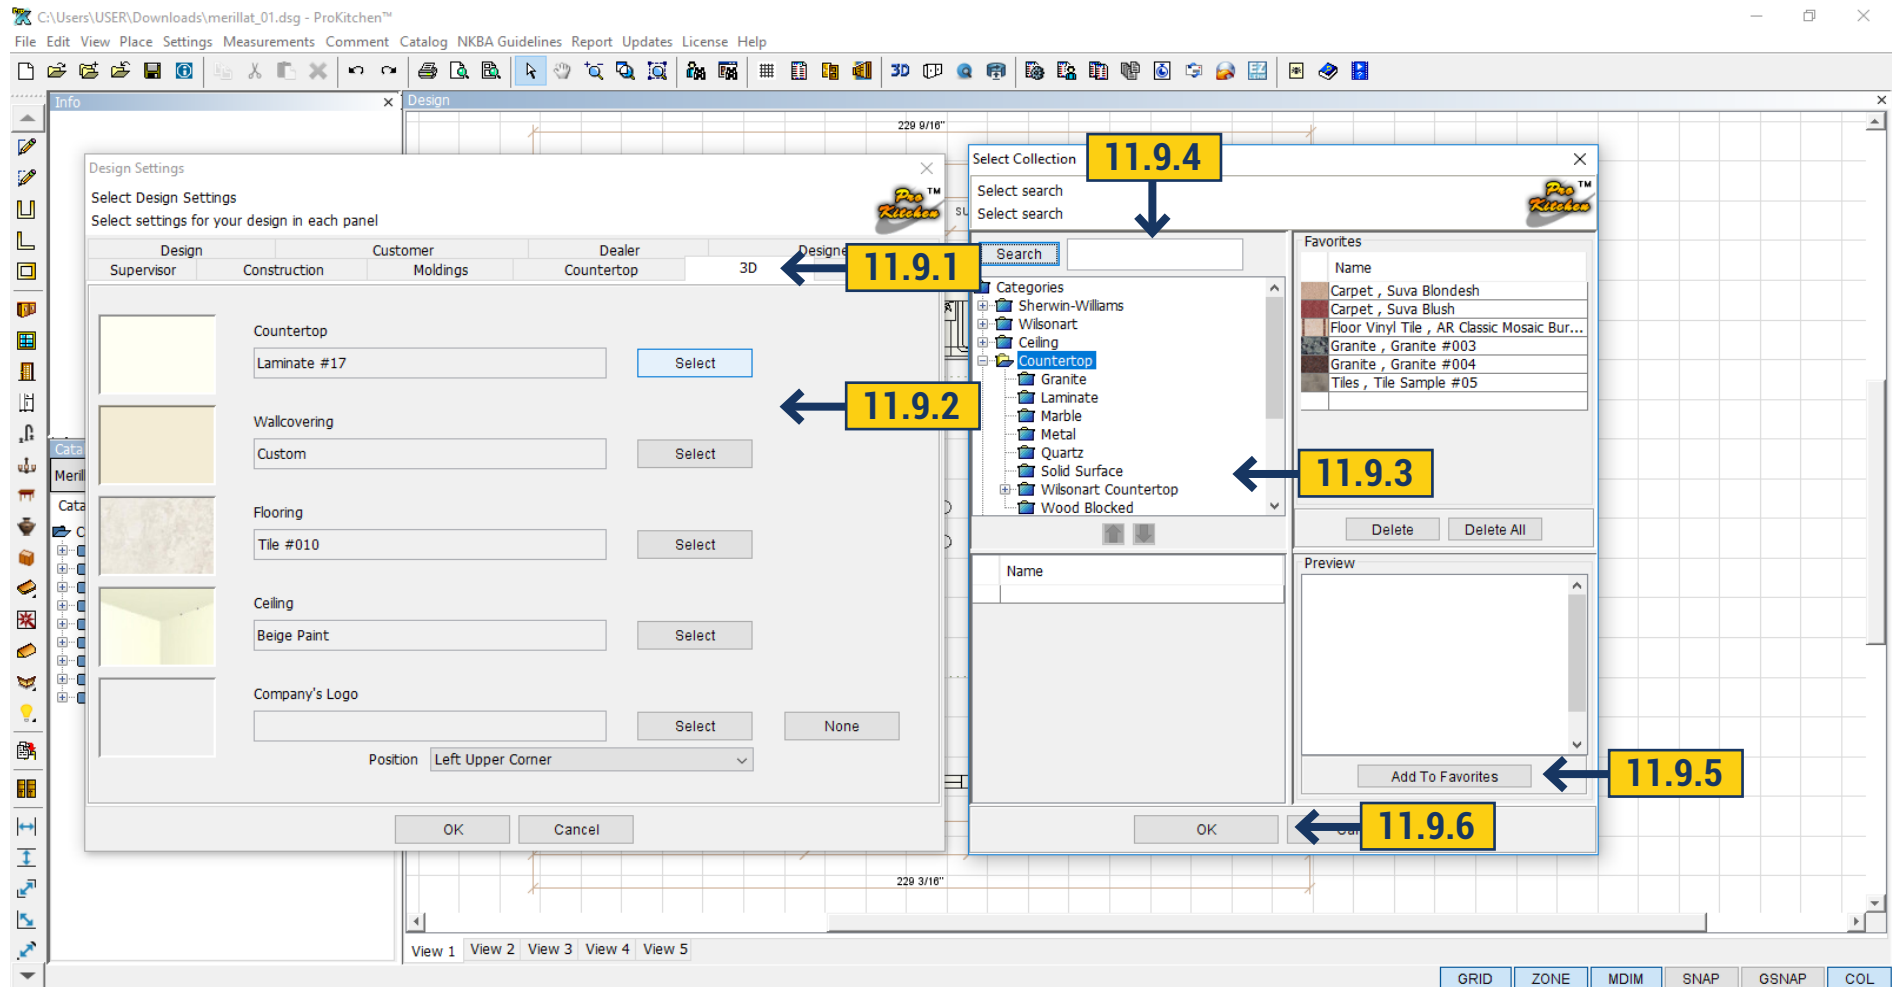 C:\Users\USER\Downloads\merillat_01.dsg - ProKitchen™
File Edit View Place Settings Measurements Comment Catalog NKBA Guidelines Report Updates License Help
3D
Info
Design
229 9/16"
Design Settings
Select Design Settings
Select settings for your design in each panel
Pro Kitchen ™
Design Customer Dealer
Supervisor Construction Moldings Countertop 3D
11.9.1
Countertop
Laminate #17
Select
11.9.2
Wallcovering
Custom
Select
Flooring
Tile #010
Select
Ceiling
Beige Paint
Select
Company's Logo
Select
None
Position
Left Upper Corner
OK
Cancel
Select Collection
11.9.4
Select search
Select search
Pro Kitchen ™
Search
Categories
Sherwin-Williams
Wilsonart
Ceiling
Countertop
Granite
Laminate
Marble
Metal
Quartz
Solid Surface
Wilsonart Countertop
Wood Blocked
11.9.3
Name
Favorites
Name
Carpet , Suva Blondesh
Carpet , Suva Blush
Floor Vinyl Tile , AR Classic Mosaic Bur...
Granite , Granite #003
Granite , Granite #004
Tiles , Tile Sample #05
Delete
Delete All
Preview
Add To Favorites
11.9.5
OK
11.9.6
229 3/16"
View 1 View 2 View 3 View 4 View 5
GRID ZONE MDIM SNAP GSNAP COL